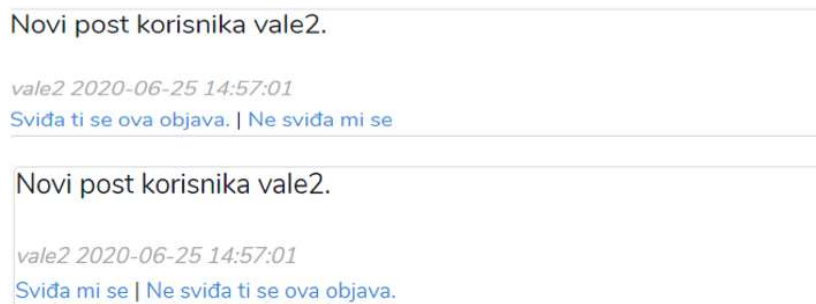 Novi post korisnika vale2.
vale2 2020-06-25 14:57:01
Sviđa ti se ova objava. | Ne sviđa mi se
Novi post korisnika vale2.
vale2 2020-06-25 14:57:01
Sviđa mi se | Ne sviđa ti se ova objava.